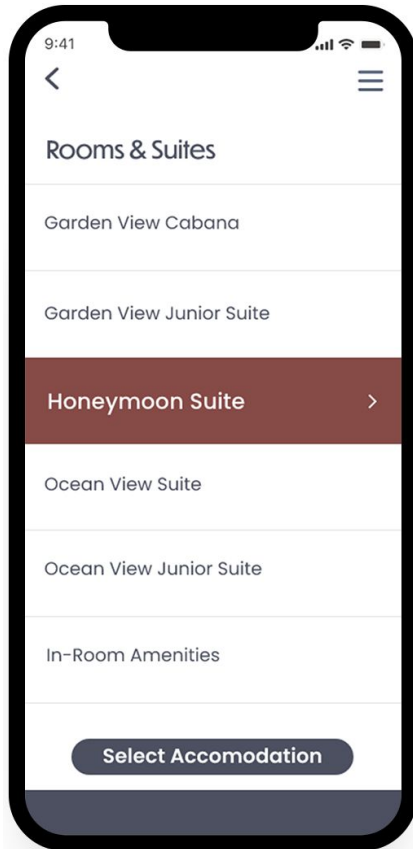 9:41
Rooms & Suites
Garden View Cabana
Garden View Junior Suite
Honeymoon Suite
Ocean View Suite
Ocean View Junior Suite
In-Room Amenities
Select Accomodation